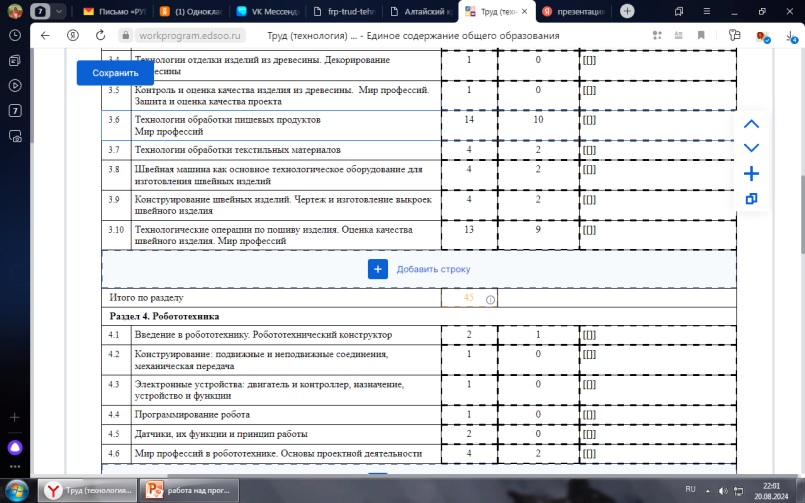 7
Письмо «РУ
(1) Однокла
VK Мессенд
frp-trud-tehn
Алтайский к
Труд (техн
презентаци
workprogram.edsoo.ru
Труд (технология) ... - Единое содержание общего образования
4
7
Сохранить
3.4 Технологии отделки изделий из древесины. Декорирование 1 0 [[]]
3.5 Контроль и оценка качества изделия из древесины. Мир профессий. 1 0 [[]]
Защита и оценка качества проекта
3.6 Технологии обработки пищевых продуктов 14 10 [[]]
Мир профессий
3.7 Технологии обработки текстильных материалов 4 2 [[]]
3.8 Швейная машина как основное технологическое оборудование для 4 2 [[]]
изготовления швейных изделий
3.9 Конструирование швейных изделий. Чертеж и изготовление выкроек 4 2 [[]]
швейного изделия
3.10 Технологические операции по пошиву изделия. Оценка качества 13 9 [[]]
швейного изделия. Мир профессий
+ Добавить строку
Итого по разделу 45
Раздел 4. Робототехника
4.1 Введение в робототехнику. Робототехнический конструктор 2 1 [[]]
4.2 Конструирование: подвижные и неподвижные соединения, 1 0 [[]]
механическая передача
4.3 Электронные устройства: двигатель и контроллер, назначение, 1 0 [[]]
устройство и функции
4.4 Программирование робота 1 0 [[]]
4.5 Датчики, их функции и принцип работы 2 0 [[]]
4.6 Мир профессий в робототехнике. Основы проектной деятельности 4 2 [[]]
Труд (технология...
работа над прог...
RU
22:01
20.08.2024